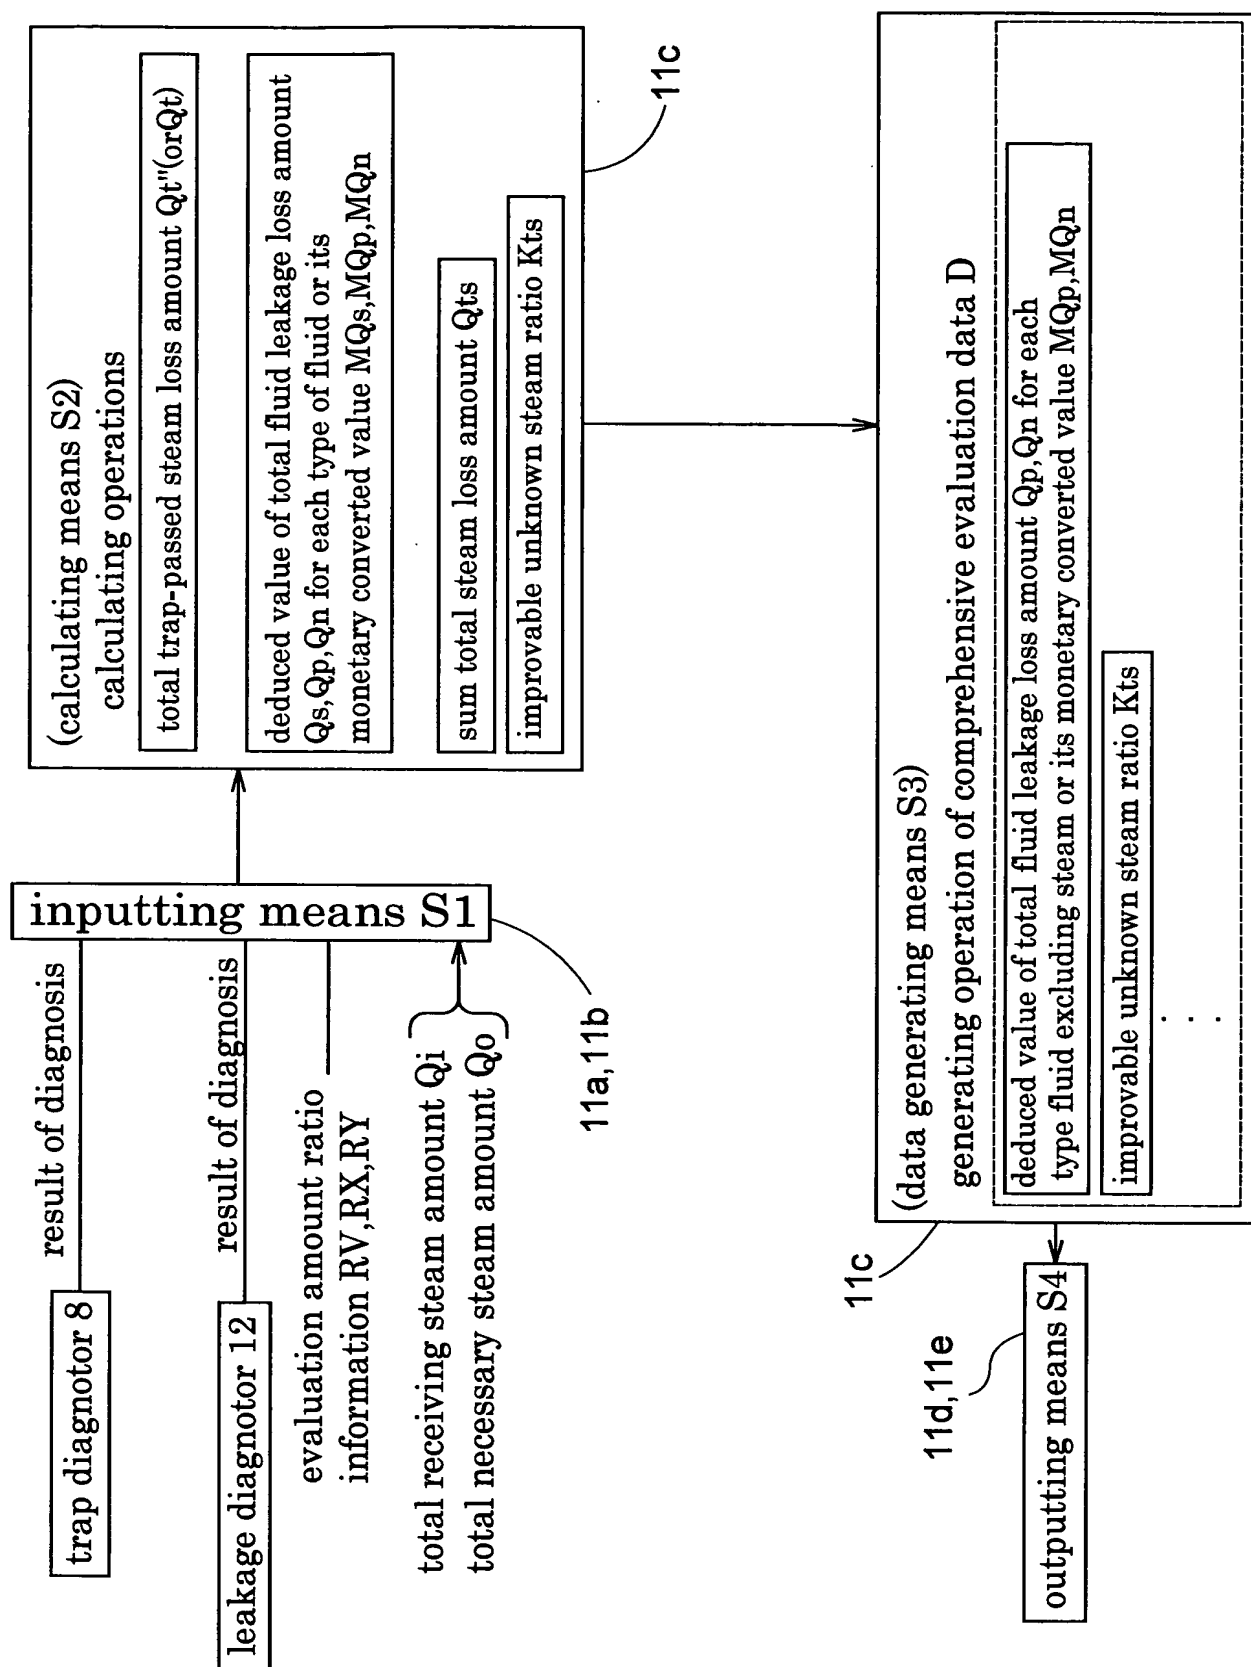 trap diagnotor 8
result of diagnosis
leakage diagnotor 12
result of diagnosis
evaluation amount ratio
information RV,RX,RY
total receiving steam amount Qi
total necessary steam amount Qo
inputting means S1
11a,11b
(calculating means S2)
calculating operations
total trap-passed steam loss amount Qt"(orQt)
deduced value of total fluid leakage loss amount
Qs,Qp,Qn for each type of fluid or its
monetary converted value MQs,MQp,MQn
sum total steam loss amount Qts
improvable unknown steam ratio Kts
11c
(data generating means S3)
generating operation of comprehensive evaluation data D
deduced value of total fluid leakage loss amount Qp,Qn for each
type fluid excluding steam or its monetary converted value MQp,MQn
improvable unknown steam ratio Kts
. . .
11c
11d,11e
outputting means S4